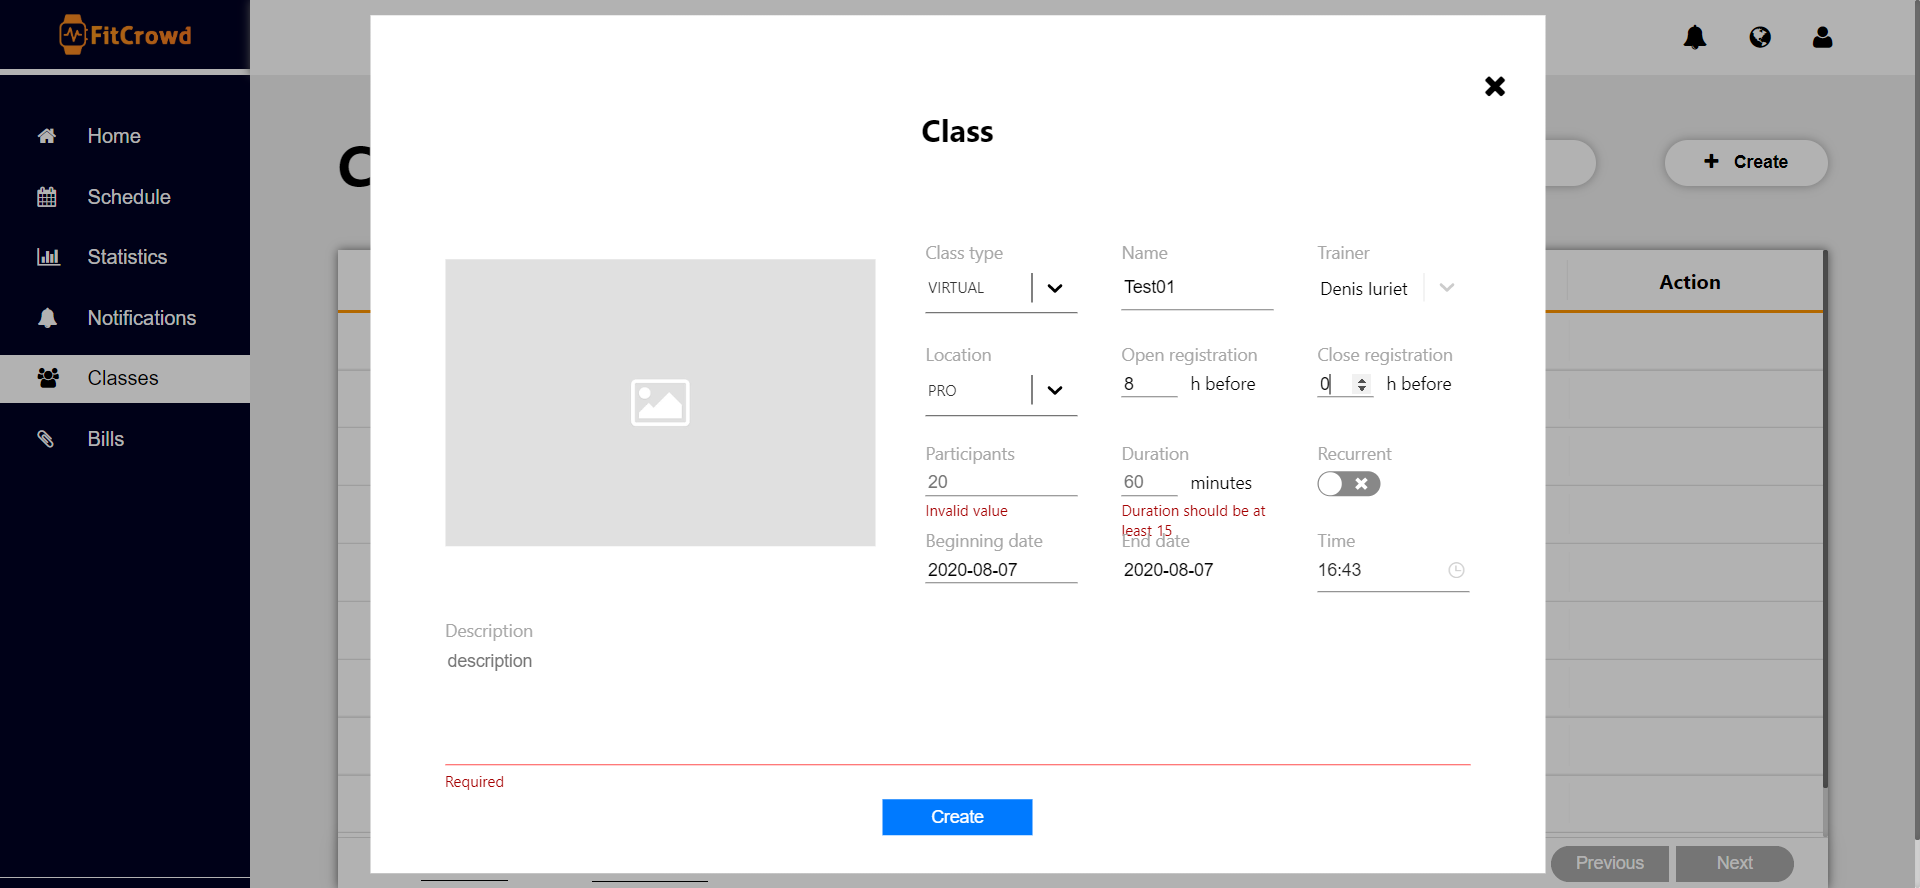 FitCrowd
Home
Schedule
Statistics
Notifications
Classes
Bills
C
Create
Action
Class
Class type
Name
Trainer
VIRTUAL
Test01
Denis Iuriet
Location
Open registration
Close registration
PRO
8 h before
0 h before
Participants
Duration
Recurrent
20
60 minutes
Invalid value
Duration should be at
least 15
Beginning date
End date
Time
2020-08-07
2020-08-07
16:43
Description
description
Required
Create
Previous
Next